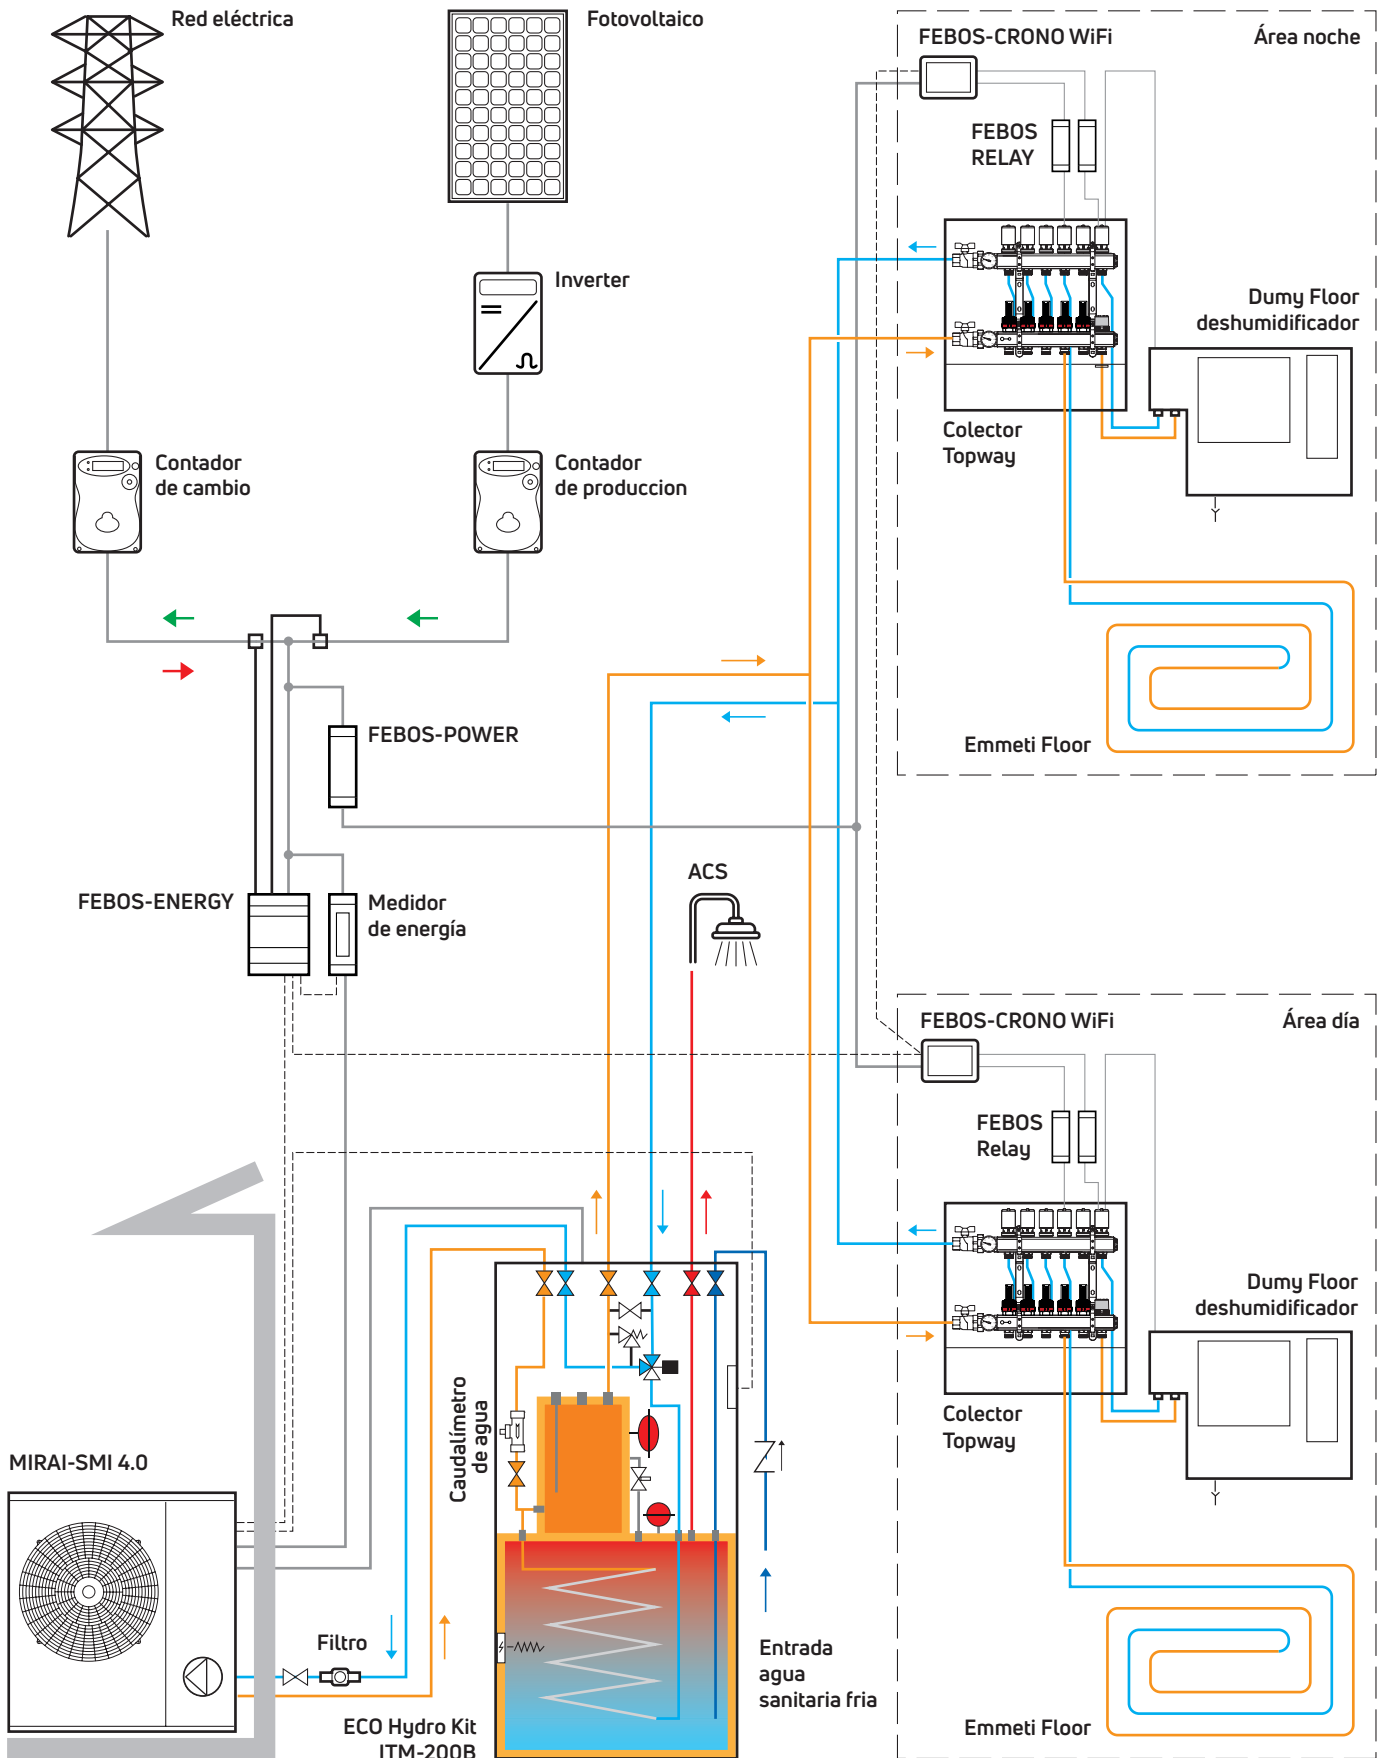 Red eléctrica
Fotovoltaico
FEBOS-CRONO WiFi
Área noche
FEBOS
RELAY
Inverter
Dumy Floor
deshumidificador
Colector
Topway
Contador
de cambio
Contador
de produccion
FEBOS-POWER
Emmeti Floor
ACS
FEBOS-ENERGY
Medidor
de energía
FEBOS-CRONO WiFi
Área día
FEBOS
Relay
Dumy Floor
deshumidificador
Colector
Topway
Caudalímetro
de agua
MIRAI-SMI 4.0
Filtro
Entrada
agua
sanitaria fria
ECO Hydro Kit
ITM-200B
Emmeti Floor